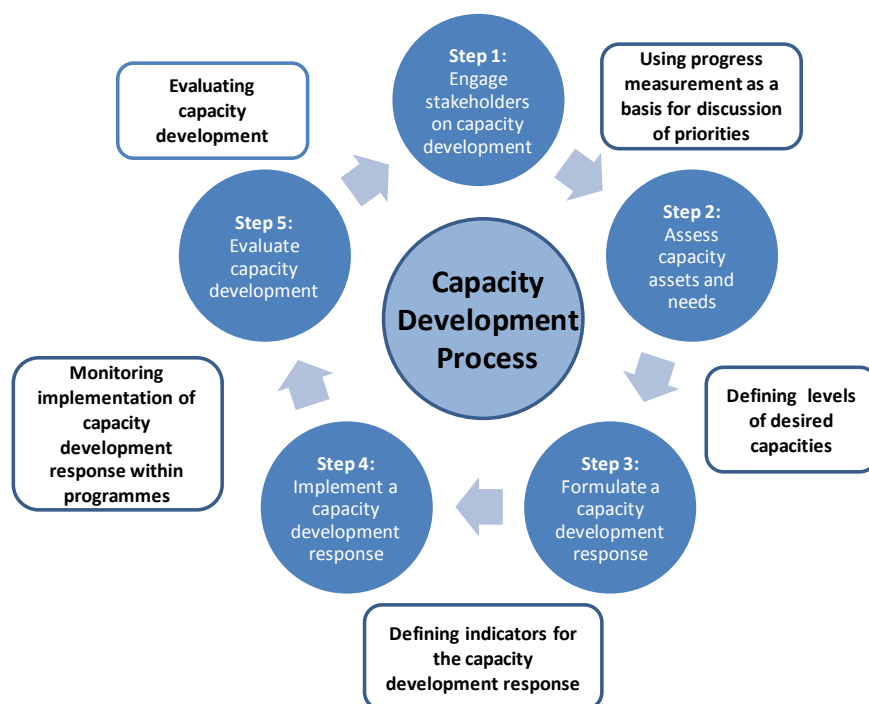 Step 1:
Engage
stakeholders
on capacity
development
Using progress
measurement as a
basis for discussion
of priorities
Step 2:
Assess
capacity
assets and
needs
Defining levels
of desired
capacities
Step 3:
Formulate a
capacity
development
response
Defining indicators for
the capacity
development response
Step 4:
Implement a
capacity
development
response
Monitoring
implementation of
capacity
development
response within
programmes
Step 5:
Evaluate
capacity
development
Evaluating
capacity
development
Capacity
Development
Process